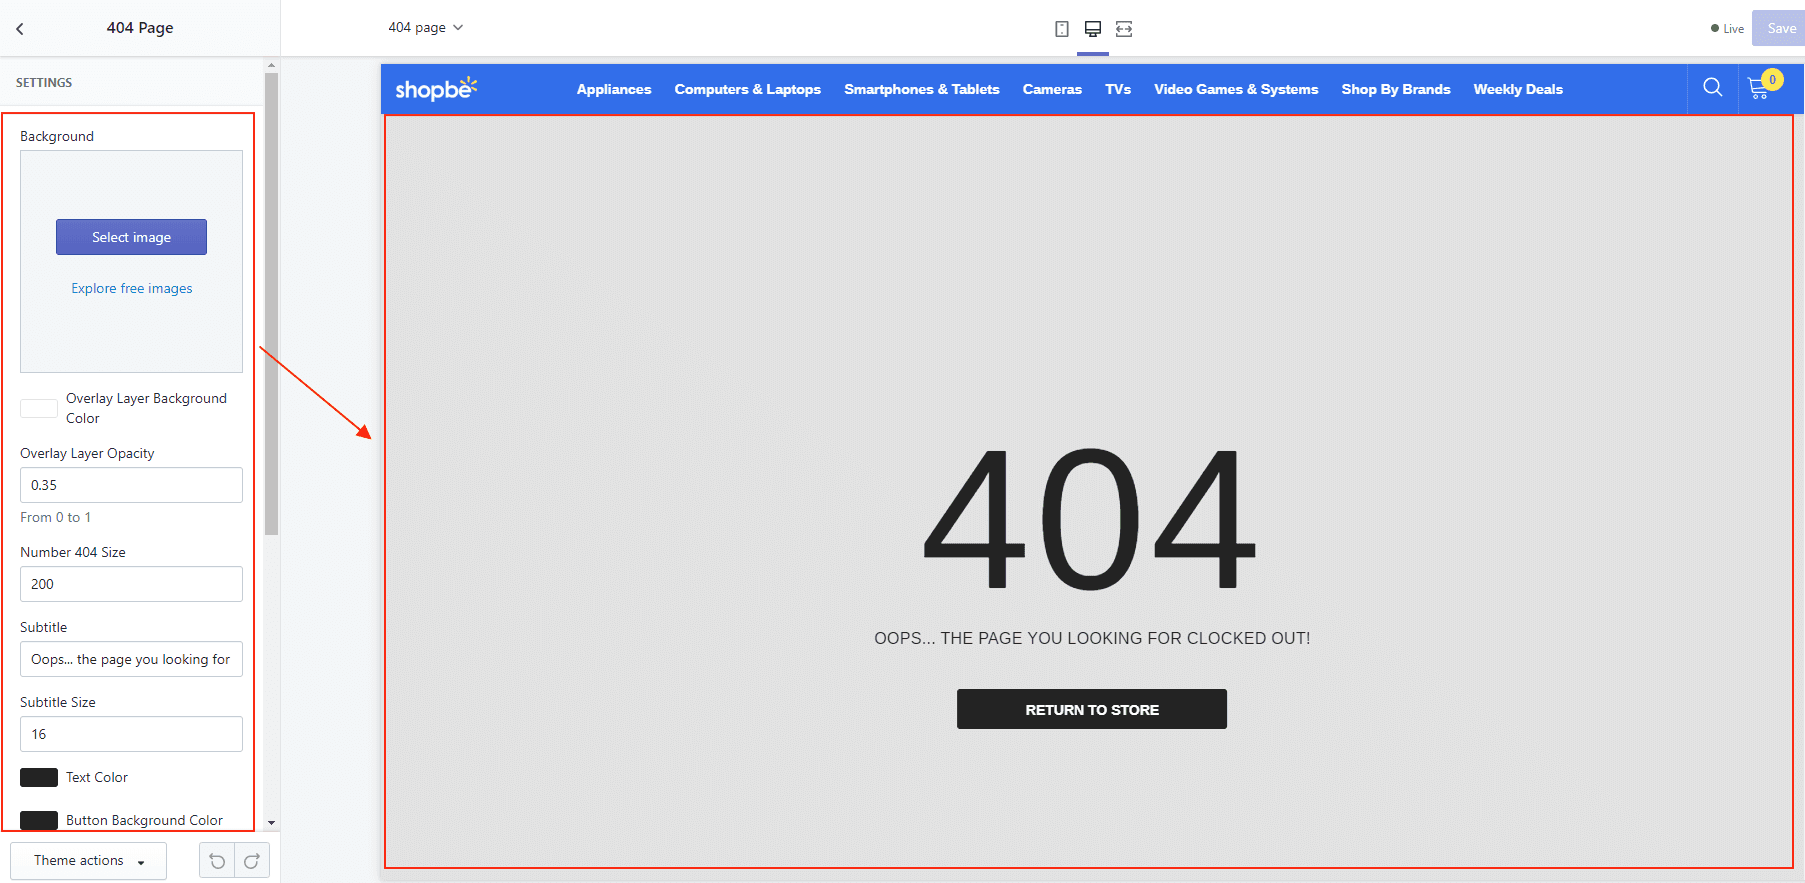 404 Page
404 page
Live
Save
SETTINGS
Background
Select image
Explore free images
Overlay Layer Background
Color
Overlay Layer Opacity
0.35
From 0 to 1
Number 404 Size
200
Subtitle
Oops... the page you looking for
Subtitle Size
16
Text Color
Button Background Color
Theme actions
shopbe
Appliances
Computers & Laptops
Smartphones & Tablets
Cameras
TVs
Video Games & Systems
Shop By Brands
Weekly Deals
0
404
OOPS... THE PAGE YOU LOOKING FOR CLOCKED OUT!
RETURN TO STORE